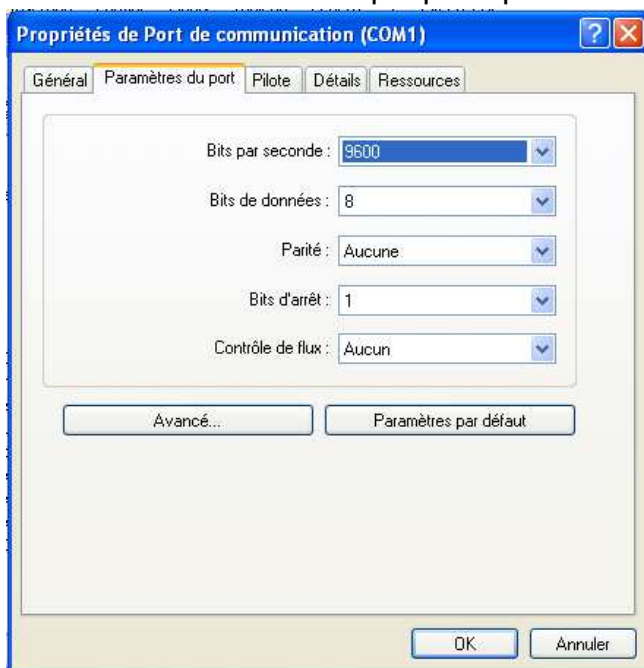 Propriétés de Port de communication (COM1)
Général Paramètres du port Pilote Détails Ressources
Bits par seconde : 9600
Bits de données : 8
Parité : Aucune
Bits d'arrêt : 1
Contrôle de flux : Aucun
Avancé... Paramètres par défaut
OK Annuler